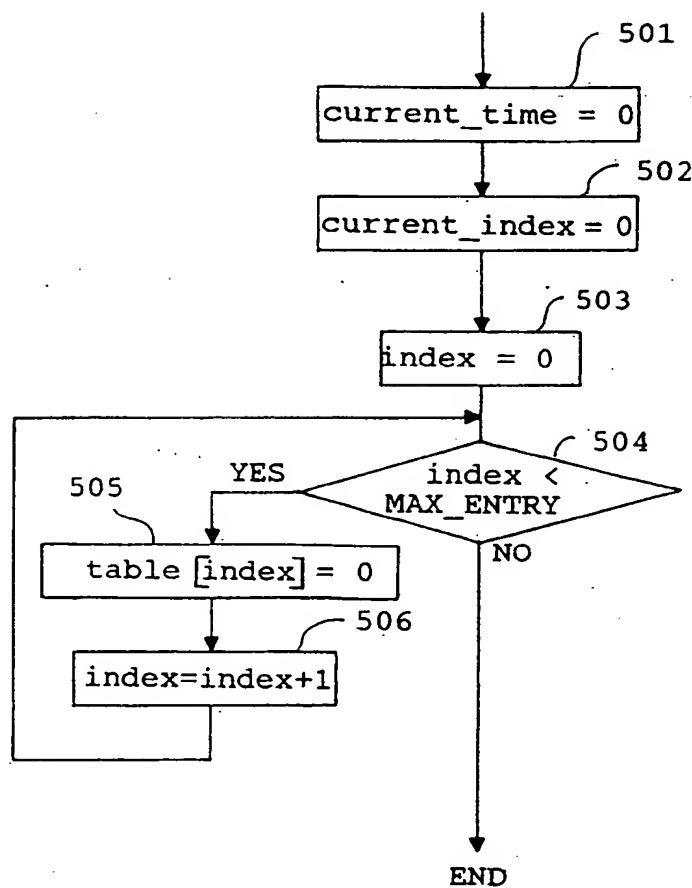 501
current_time = 0
502
current_index = 0
503
index = 0
504
index <
MAX_ENTRY
YES
NO
505
table [index] = 0
506
index=index+1
END